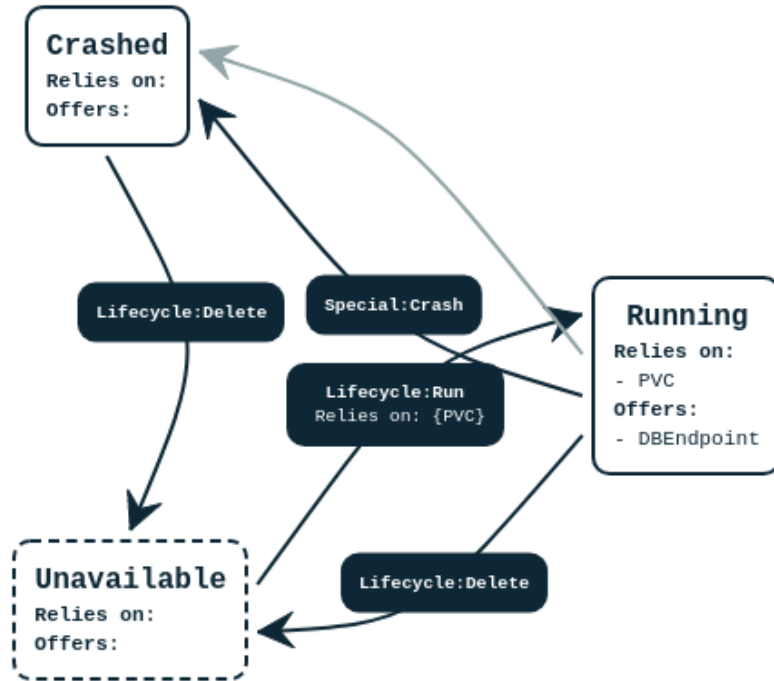 Crashed
Relies on:
Offers:
Lifecycle:Delete
Special:Crash
Running
Relies on:
- PVC
Offers:
- DBEndpoint
Lifecycle:Run
Relies on: {PVC}
Unavailable
Relies on:
Offers:
Lifecycle:Delete